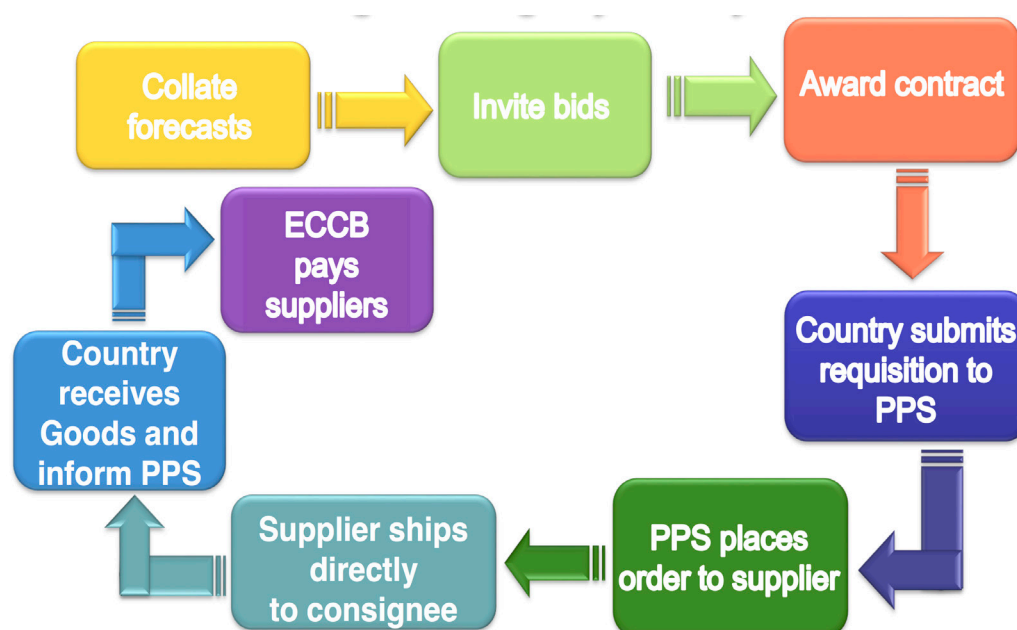 Collate
forecasts
Invite bids
Award contract
Country submits
requisition to
PPS
PPS places
order to supplier
Supplier ships
directly
to consignee
Country
receives
Goods and
inform PPS
ECCB
pays
suppliers